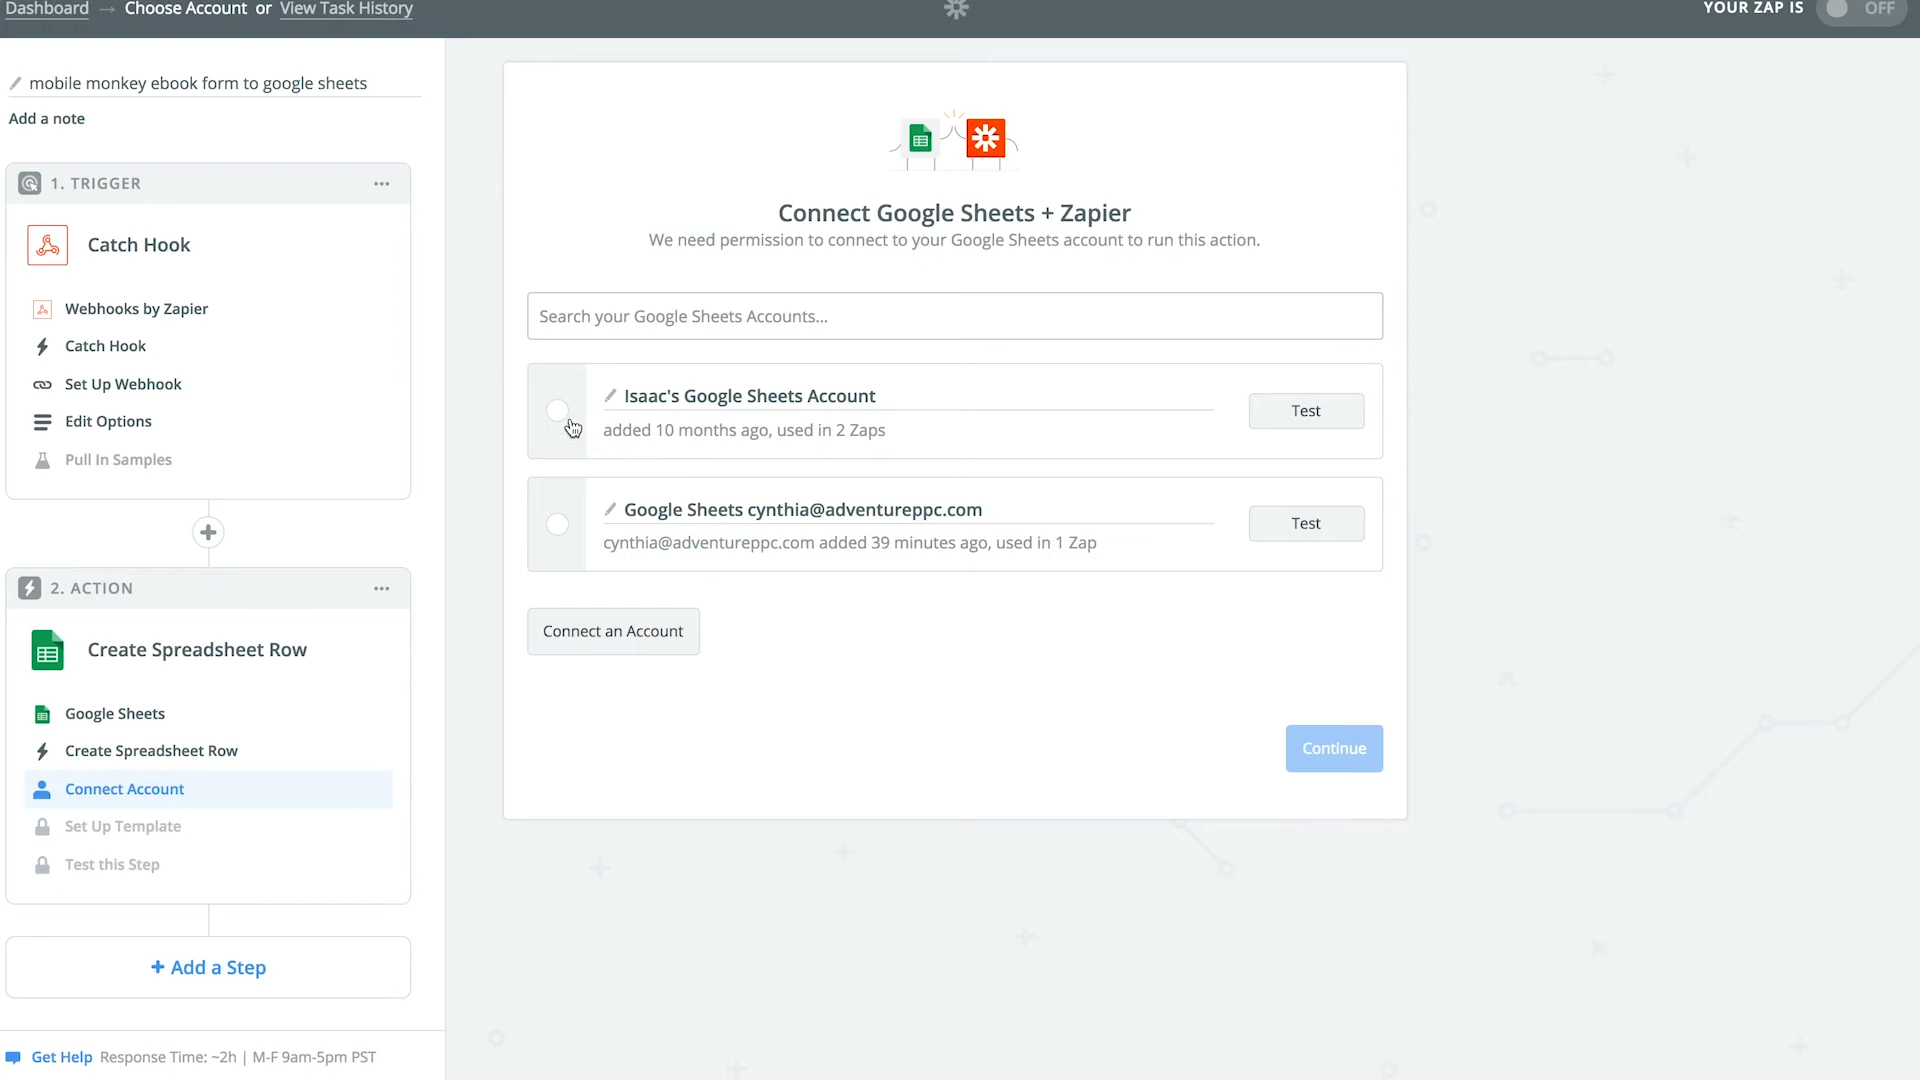 Dashboard → Choose Account or View Task History
YOUR ZAP IS OFF
mobile monkey ebook form to google sheets
Add a note
1. TRIGGER
Catch Hook
Webhooks by Zapier
Catch Hook
Set Up Webhook
Edit Options
Pull In Samples
2. ACTION
Create Spreadsheet Row
Google Sheets
Create Spreadsheet Row
Connect Account
Set Up Template
Test this Step
+ Add a Step
Get Help Response Time: ~2h | M-F 9am-5pm PST
Connect Google Sheets + Zapier
We need permission to connect to your Google Sheets account to run this action.
Search your Google Sheets Accounts...
Isaac's Google Sheets Account
added 10 months ago, used in 2 Zaps
Test
Google Sheets cynthia@adventureppc.com
cynthia@adventureppc.com added 39 minutes ago, used in 1 Zap
Test
Connect an Account
Continue